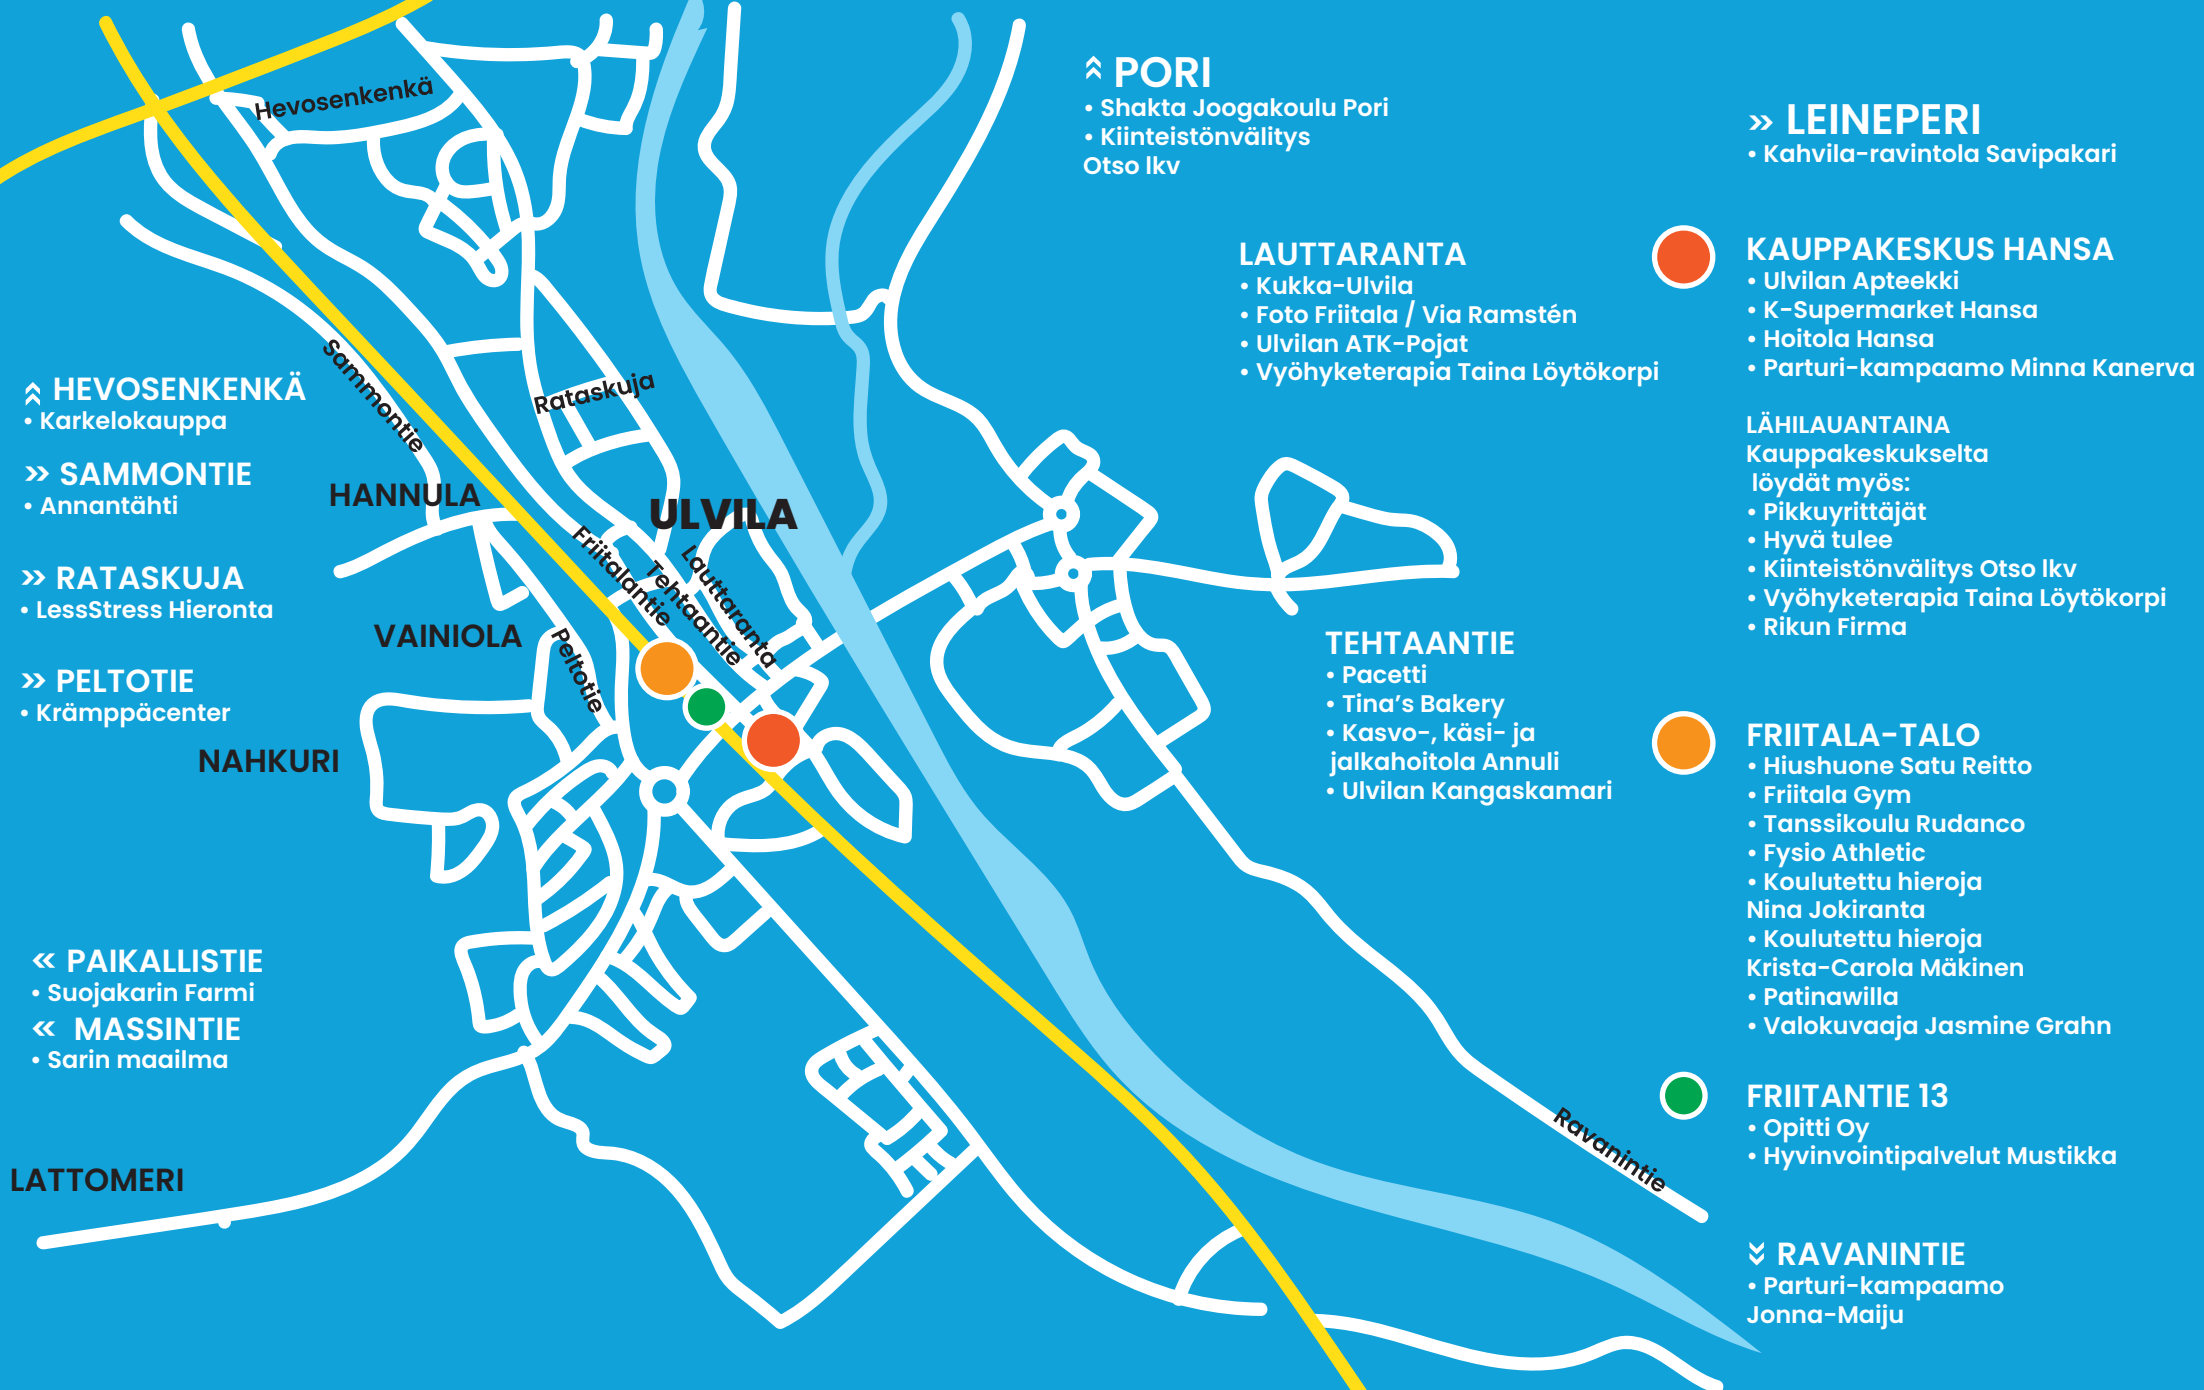 Hevosenkenkä
Sammontie
Rataskuja
HANNULA
ULVILA
Friitalantie
Tehtaantie
Lauttaranta
VAINIOLA
Peltotie
NAHKURI
LATTOMERI
Ravanintie
» HEVOSENKENKÄ
• Karkelokauppa
» SAMMONTIE
• Annantähti
» RATASKUJA
• LessStress Hieronta
» PELTOTIE
• Krämppäcenter
« PAIKALLISTIE
• Suojakarin Farmi
« MASSINTIE
• Sarin maailma
» PORI
• Shakta Joogakoulu Pori
• Kiinteistönvälitys
Otso lkv
LAUTTARANTA
• Kukka-Ulvila
• Foto Friitala / Via Ramstén
• Ulvilan ATK-Pojat
• Vyöhyketerapia Taina Löytökorpi
TEHTAANTIE
• Pacetti
• Tina’s Bakery
• Kasvo-, käsi- ja
jalkahoitola Annuli
• Ulvilan Kangaskamari
» LEINEPERI
• Kahvila-ravintola Savipakari
KAUPPAKESKUS HANSA
• Ulvilan Apteekki
• K-Supermarket Hansa
• Hoitola Hansa
• Parturi-kampaamo Minna Kanerva
LÄHILAUANTAINA
Kauppakeskukselta
löydät myös:
• Pikkuyrittäjät
• Hyvä tulee
• Kiinteistönvälitys Otso lkv
• Vyöhyketerapia Taina Löytökorpi
• Rikun Firma
FRIITALA-TALO
• Hiushuone Satu Reitto
• Friitala Gym
• Tanssikoulu Rudanco
• Fysio Athletic
• Koulutettu hieroja
Nina Jokiranta
• Koulutettu hieroja
Krista-Carola Mäkinen
• Patinawilla
• Valokuvaaja Jasmine Grahn
FRIITANTIE 13
• Opitti Oy
• Hyvinvointipalvelut Mustikka
» RAVANINTIE
• Parturi-kampaamo
Jonna-Maiju